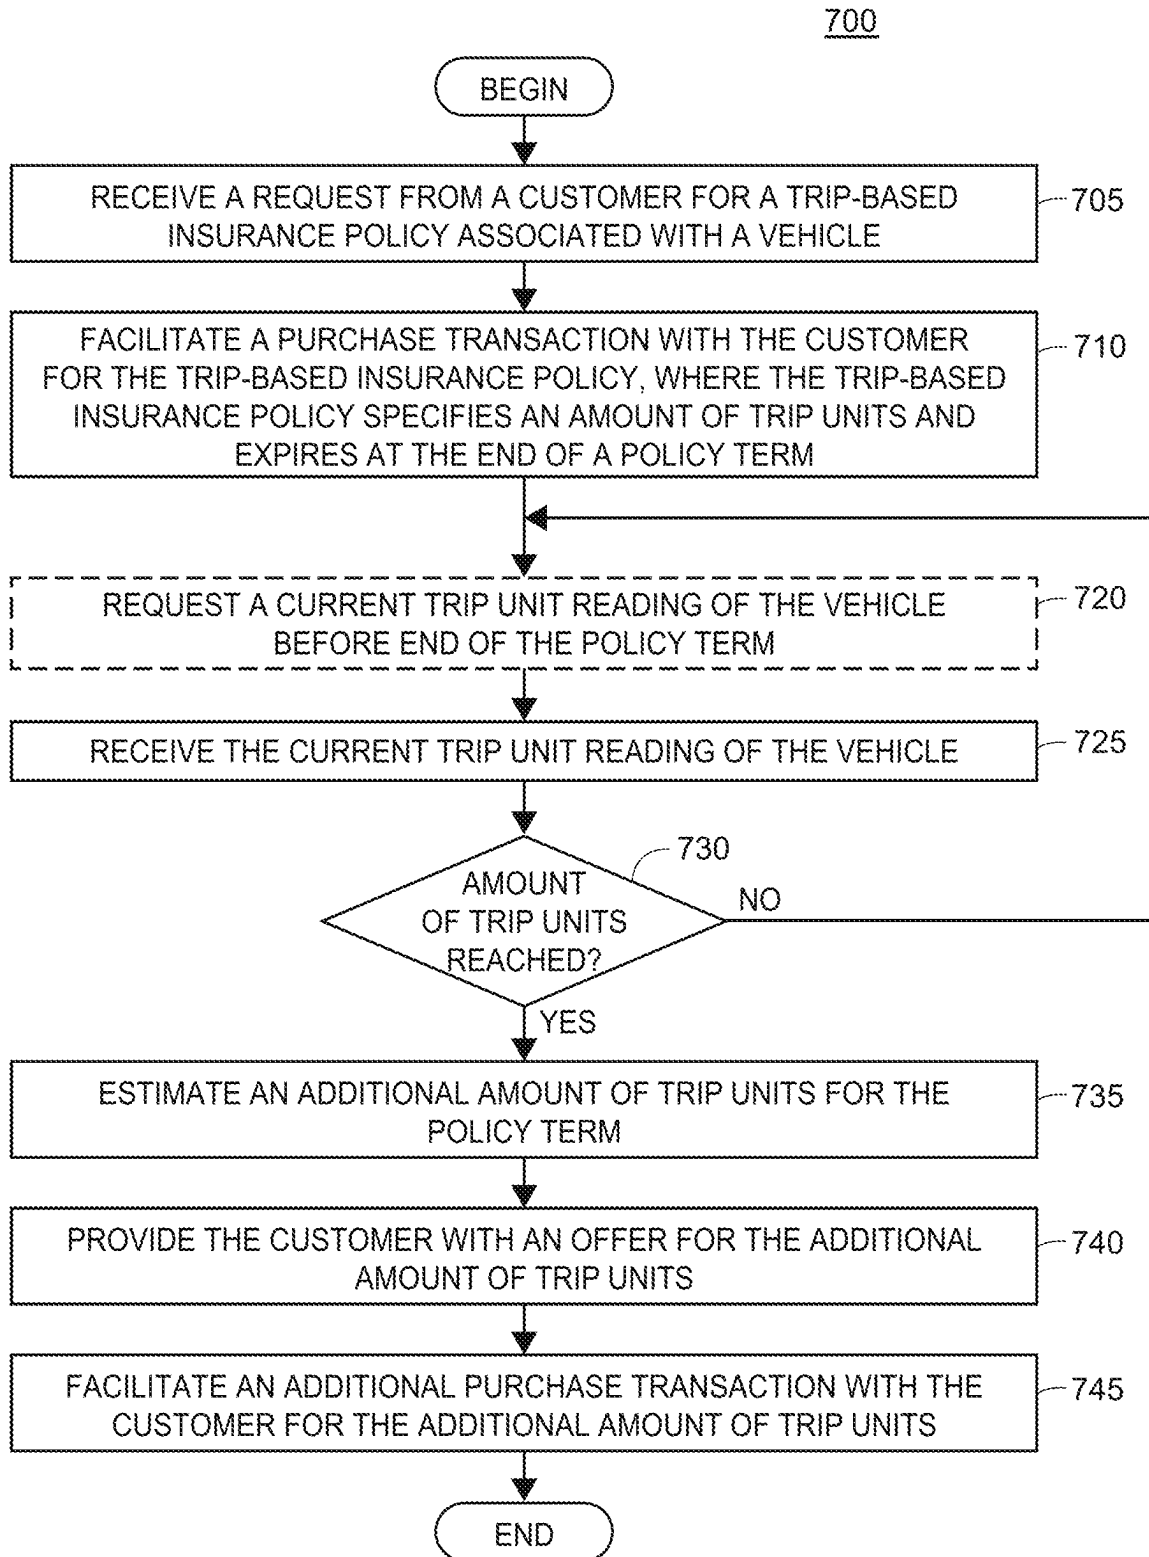 700
BEGIN
RECEIVE A REQUEST FROM A CUSTOMER FOR A TRIP-BASED
INSURANCE POLICY ASSOCIATED WITH A VEHICLE
705
FACILITATE A PURCHASE TRANSACTION WITH THE CUSTOMER
FOR THE TRIP-BASED INSURANCE POLICY, WHERE THE TRIP-BASED
INSURANCE POLICY SPECIFIES AN AMOUNT OF TRIP UNITS AND
EXPIRES AT THE END OF A POLICY TERM
710
REQUEST A CURRENT TRIP UNIT READING OF THE VEHICLE
BEFORE END OF THE POLICY TERM
720
RECEIVE THE CURRENT TRIP UNIT READING OF THE VEHICLE
725
730
AMOUNT
OF TRIP UNITS
REACHED?
NO
YES
ESTIMATE AN ADDITIONAL AMOUNT OF TRIP UNITS FOR THE
POLICY TERM
735
PROVIDE THE CUSTOMER WITH AN OFFER FOR THE ADDITIONAL
AMOUNT OF TRIP UNITS
740
FACILITATE AN ADDITIONAL PURCHASE TRANSACTION WITH THE
CUSTOMER FOR THE ADDITIONAL AMOUNT OF TRIP UNITS
745
END